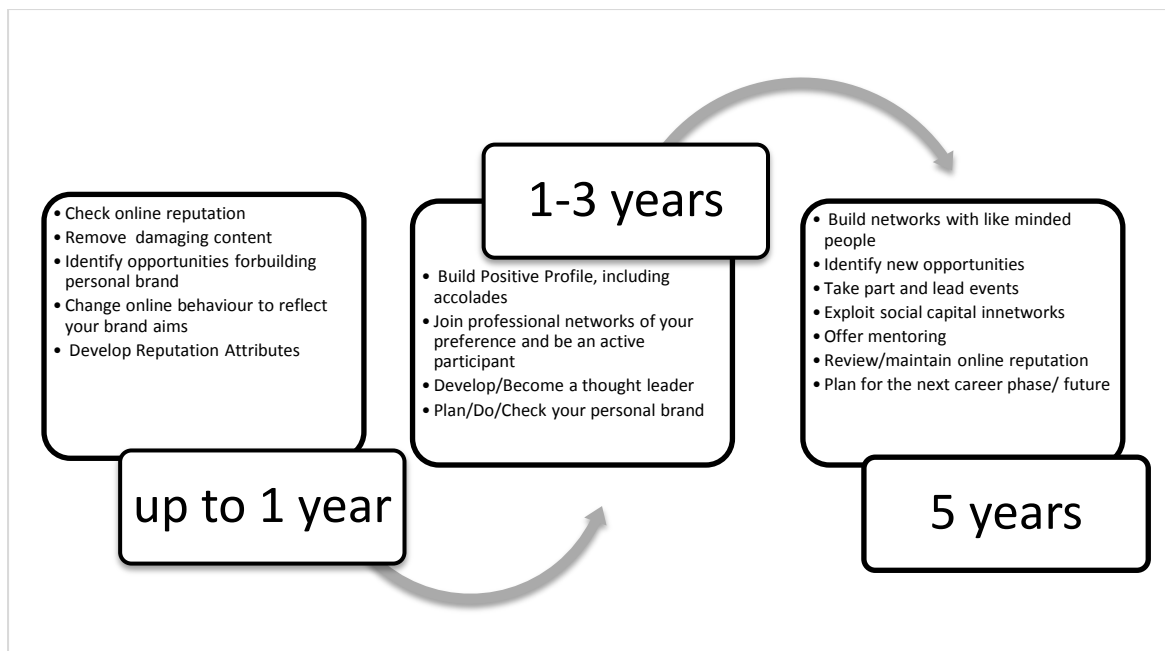 • Check online reputation
• Remove damaging content
• Identify opportunities forbuilding
personal brand
• Change online behaviour to reflect
your brand aims
• Develop Reputation Attributes
up to 1 year
1-3 years
• Build Positive Profile, including
accolades
• Join professional networks of your
preference and be an active
participant
• Develop/Become a thought leader
• Plan/Do/Check your personal brand
• Build networks with like minded
people
• Identify new opportunities
• Take part and lead events
• Exploit social capital innetworks
• Offer mentoring
• Review/maintain online reputation
• Plan for the next career phase/ future
5 years